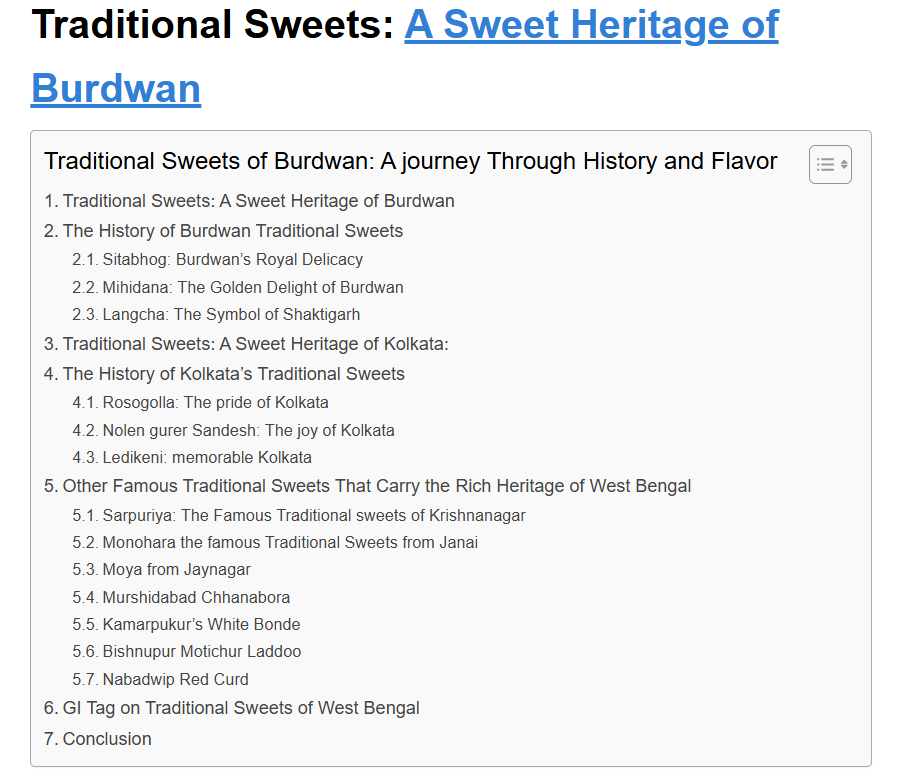 Traditional Sweets: A Sweet Heritage of
Burdwan
Traditional Sweets of Burdwan: A journey Through History and Flavor
1. Traditional Sweets: A Sweet Heritage of Burdwan
2. The History of Burdwan Traditional Sweets
2.1. Sitabhog: Burdwan’s Royal Delicacy
2.2. Mihidana: The Golden Delight of Burdwan
2.3. Langcha: The Symbol of Shaktigarh
3. Traditional Sweets: A Sweet Heritage of Kolkata:
4. The History of Kolkata’s Traditional Sweets
4.1. Rosogolla: The pride of Kolkata
4.2. Nolen gurer Sandesh: The joy of Kolkata
4.3. Ledikeni: memorable Kolkata
5. Other Famous Traditional Sweets That Carry the Rich Heritage of West Bengal
5.1. Sarpuriya: The Famous Traditional sweets of Krishnanagar
5.2. Monohara the famous Traditional Sweets from Janai
5.3. Moya from Jaynagar
5.4. Murshidabad Chhanabora
5.5. Kamarpukur’s White Bonde
5.6. Bishnupur Motichur Laddoo
5.7. Nabadwip Red Curd
6. GI Tag on Traditional Sweets of West Bengal
7. Conclusion